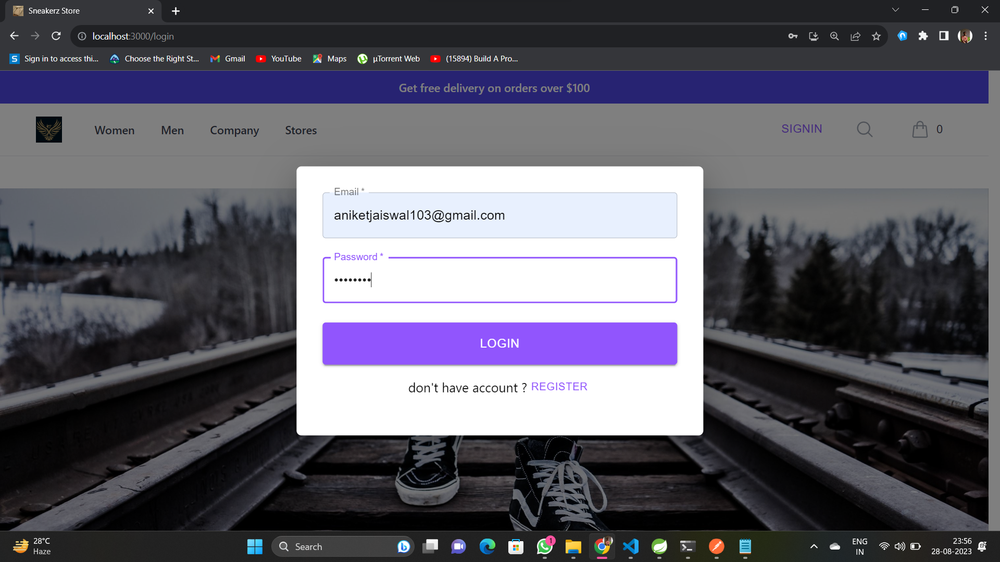 Sneakerz Store
localhost:3000/login
Sign in to access thi...
Choose the Right St...
Gmail
YouTube
Maps
µTorrent Web
(15894) Build A Pro...
Get free delivery on orders over $100
Women
Men
Company
Stores
SIGNIN
0
Email *
aniketjaiswal103@gmail.com
Password *
••••••••
LOGIN
don't have account ? REGISTER
28°C
Haze
Search
1
ENG
IN
23:56
28-08-2023